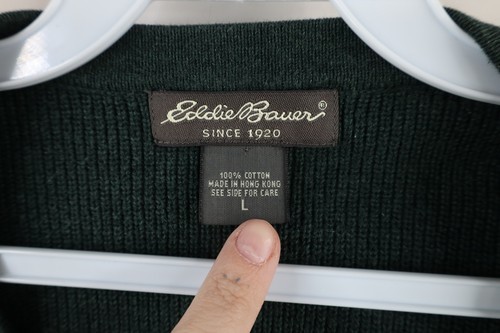 Eddie Bauer®
SINCE 1920
100% COTTON
MADE IN HONG KONG
SEE SIDE FOR CARE
L